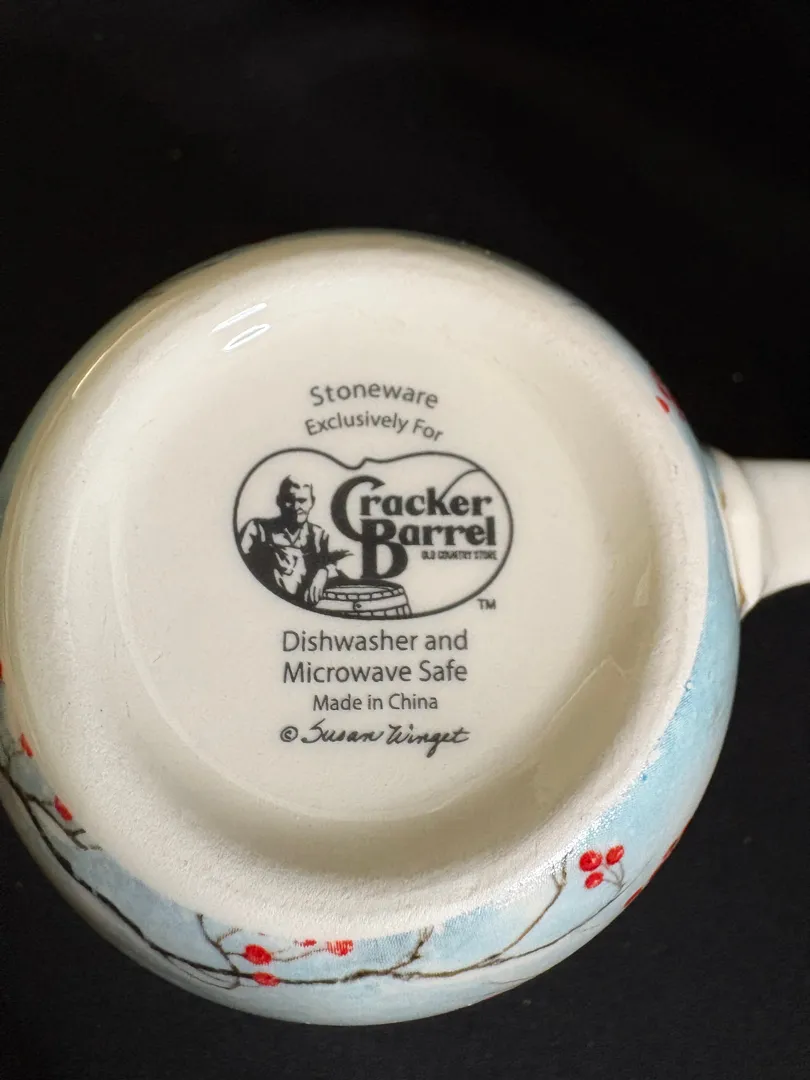 Stoneware
Exclusively For
Cracker
Barrel
OLD COUNTRY STORE
TM
Dishwasher and
Microwave Safe
Made in China
© Susan Winget